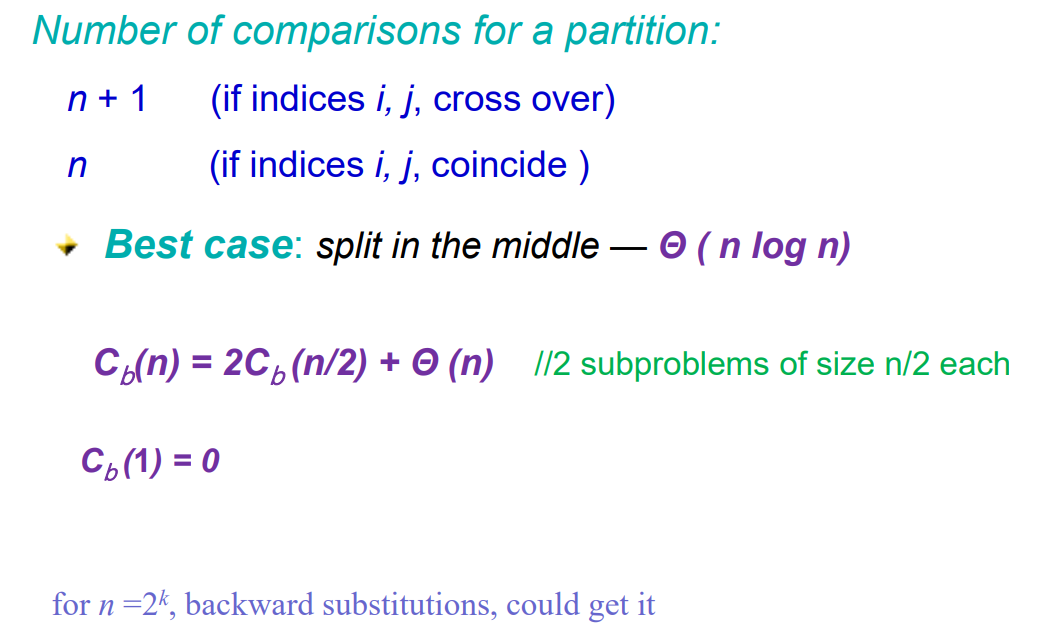 Number of comparisons for a partition:
n + 1 (if indices i, j, cross over)
n (if indices i, j, coincide )
Best case: split in the middle — Θ ( n log n)
C_b(n) = 2C_b (n/2) + Θ (n) //2 subproblems of size n/2 each
C_b (1) = 0
for n =2^k, backward substitutions, could get it